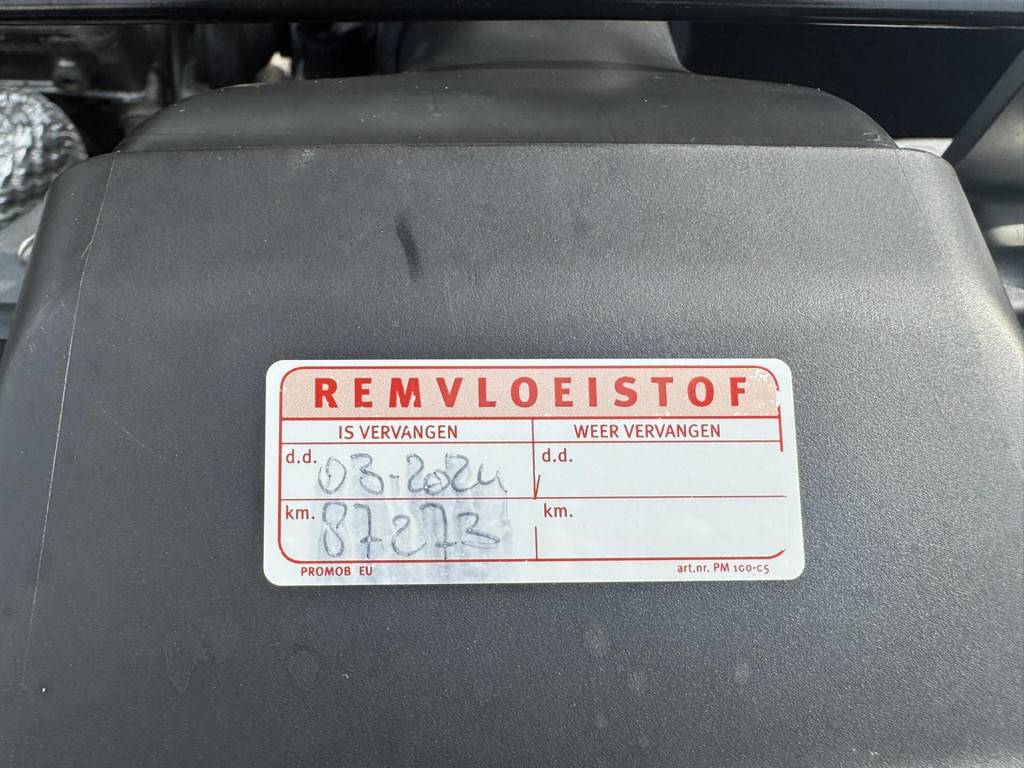 REMVLOEISTOF
IS VERVANGEN WEER VERVANGEN
d.d. 03-2024 d.d.
km. 87273 km.
PROMOB EU art.nr. PM 100-C5